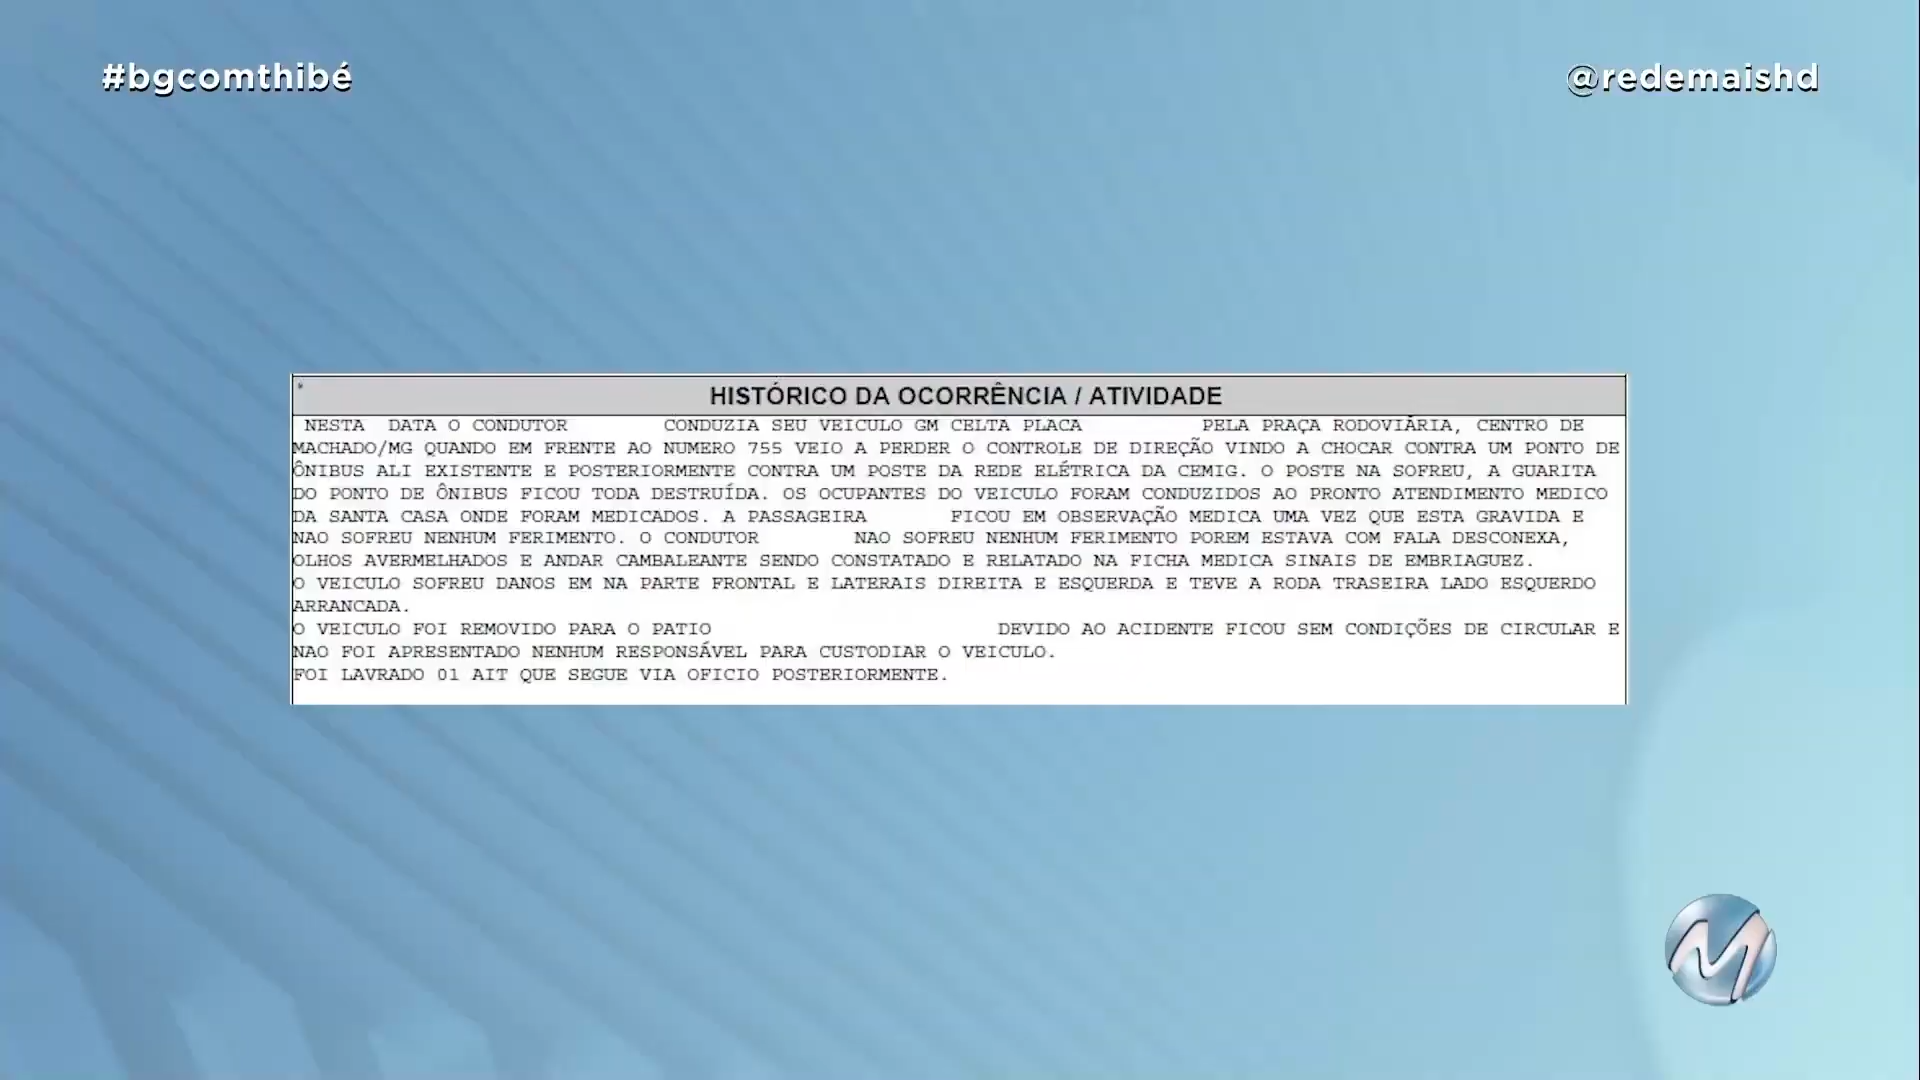 #bgcomthibé
@redemaishd
HISTÓRICO DA OCORRÊNCIA / ATIVIDADE
NESTA DATA O CONDUTOR CONDUZIA SEU VEICULO GM CELTA PLACA PELA PRAÇA RODOVIÁRIA, CENTRO DE
MACHADO/MG QUANDO EM FRENTE AO NUMERO 755 VEIO A PERDER O CONTROLE DE DIREÇÃO VINDO A CHOCAR CONTRA UM PONTO DE
ÔNIBUS ALI EXISTENTE E POSTERIORMENTE CONTRA UM POSTE DA REDE ELÉTRICA DA CEMIG. O POSTE NA SOFREU, A GUARITA
DO PONTO DE ÔNIBUS FICOU TODA DESTRUÍDA. OS OCUPANTES DO VEICULO FORAM CONDUZIDOS AO PRONTO ATENDIMENTO MEDICO
DA SANTA CASA ONDE FORAM MEDICADOS. A PASSAGEIRA FICOU EM OBSERVAÇÃO MEDICA UMA VEZ QUE ESTA GRAVIDA E
NAO SOFREU NENHUM FERIMENTO. O CONDUTOR NAO SOFREU NENHUM FERIMENTO POREM ESTAVA COM FALA DESCONEXA,
OLHOS AVERMELHADOS E ANDAR CAMBALEANTE SENDO CONSTATADO E RELATADO NA FICHA MEDICA SINAIS DE EMBRIAGUEZ.
O VEICULO SOFREU DANOS EM NA PARTE FRONTAL E LATERAIS DIREITA E ESQUERDA E TEVE A RODA TRASEIRA LADO ESQUERDO
ARRANCADA.
O VEICULO FOI REMOVIDO PARA O PATIO DEVIDO AO ACIDENTE FICOU SEM CONDIÇÕES DE CIRCULAR E
NAO FOI APRESENTADO NENHUM RESPONSÁVEL PARA CUSTODIAR O VEICULO.
FOI LAVRADO 01 AIT QUE SEGUE VIA OFICIO POSTERIORMENTE.
M